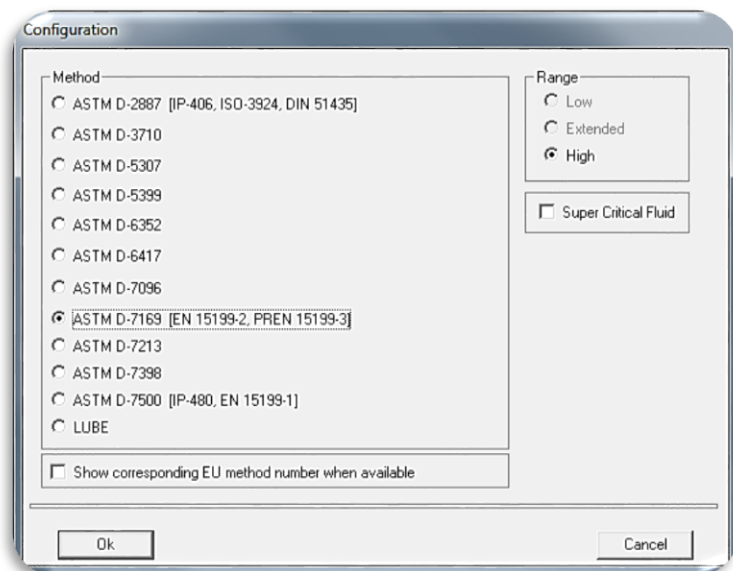 Configuration
Method
ASTM D-2887 [IP-406, ISO-3924, DIN 51435]
ASTM D-3710
ASTM D-5307
ASTM D-5399
ASTM D-6352
ASTM D-6417
ASTM D-7096
ASTM D-7169 [EN 15199-2, PREN 15199-3]
ASTM D-7213
ASTM D-7398
ASTM D-7500 [IP-480, EN 15199-1]
LUBE
Show corresponding EU method number when available
Range
Low
Extended
High
Super Critical Fluid
Ok
Cancel